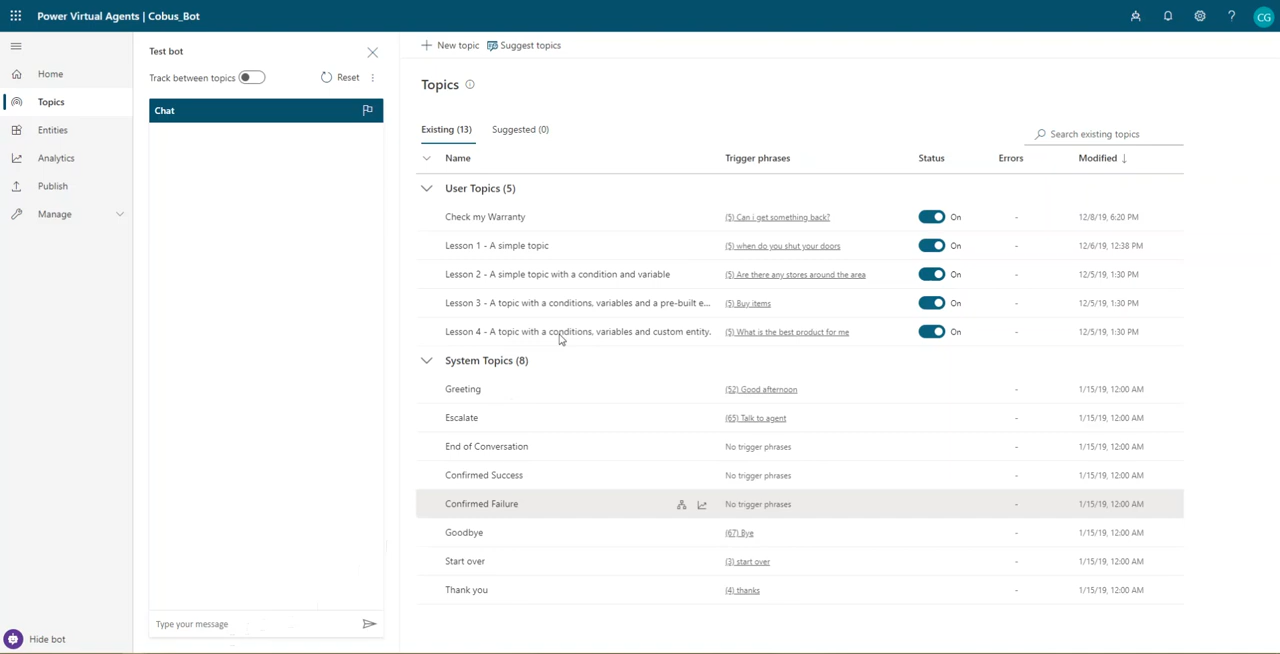 Power Virtual Agents | Cobus_Bot
CG
Home
Topics
Entities
Analytics
Publish
Manage
Hide bot
Test bot
Track between topics
Reset
Chat
Type your message
New topic
Suggest topics
Topics
Existing (13)
Suggested (0)
Search existing topics
Name Trigger phrases Status Errors Modified ↓
User Topics (5)
Check my Warranty (5) Can i get something back? On - 12/8/19, 6:20 PM
Lesson 1 - A simple topic (5) when do you shut your doors On - 12/6/19, 12:38 PM
Lesson 2 - A simple topic with a condition and variable (5) Are there any stores around the area On - 12/5/19, 1:30 PM
Lesson 3 - A topic with a conditions, variables and a pre-built e... (5) Buy items On - 12/5/19, 1:30 PM
Lesson 4 - A topic with a conditions, variables and custom entity. (5) What is the best product for me On - 12/5/19, 1:30 PM
System Topics (8)
Greeting (52) Good afternoon - 1/15/19, 12:00 AM
Escalate (65) Talk to agent - 1/15/19, 12:00 AM
End of Conversation No trigger phrases - 1/15/19, 12:00 AM
Confirmed Success No trigger phrases - 1/15/19, 12:00 AM
Confirmed Failure No trigger phrases - 1/15/19, 12:00 AM
Goodbye (67) Bye - 1/15/19, 12:00 AM
Start over (3) start over - 1/15/19, 12:00 AM
Thank you (4) thanks - 1/15/19, 12:00 AM